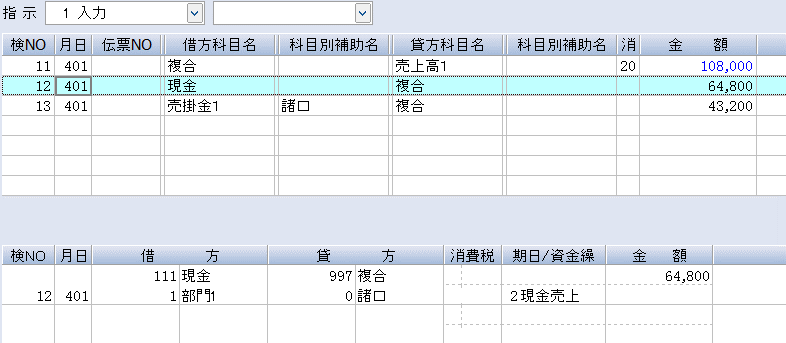 指 示 1 入力
検NO 月日 伝票NO 借方科目名 科目別補助名 貸方科目名 科目別補助名 消 金 額
11 401 複合 売上高1 20 108,000
12 401 現金 複合 64,800
13 401 売掛金1 諸口 複合 43,200
検NO 月日 借 方 貸 方 消費税 期日/資金繰 金 額
111 現金 997 複合 64,800
12 401 1 部門1 0 諸口 2 現金売上